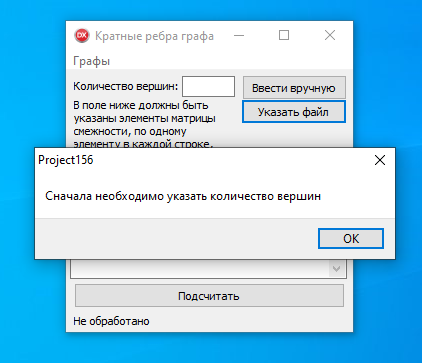 DX Кратные ребра графа
Графы
Количество вершин:
Ввести вручную
В поле ниже должны быть
указаны элементы матрицы
смежности, по одному
элементу в каждой строке.
Указать файл
Project156
Сначала необходимо указать количество вершин
OK
Подсчитать
Не обработано